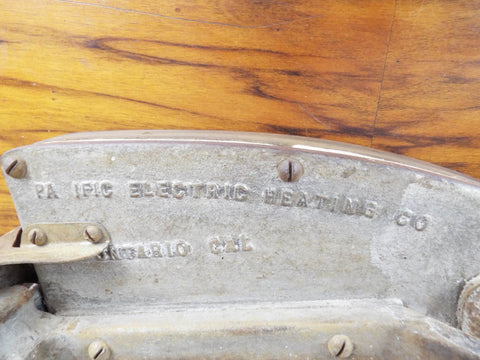 PA IFIC ELECTRIC HEATING CO
ONTARIO CAL